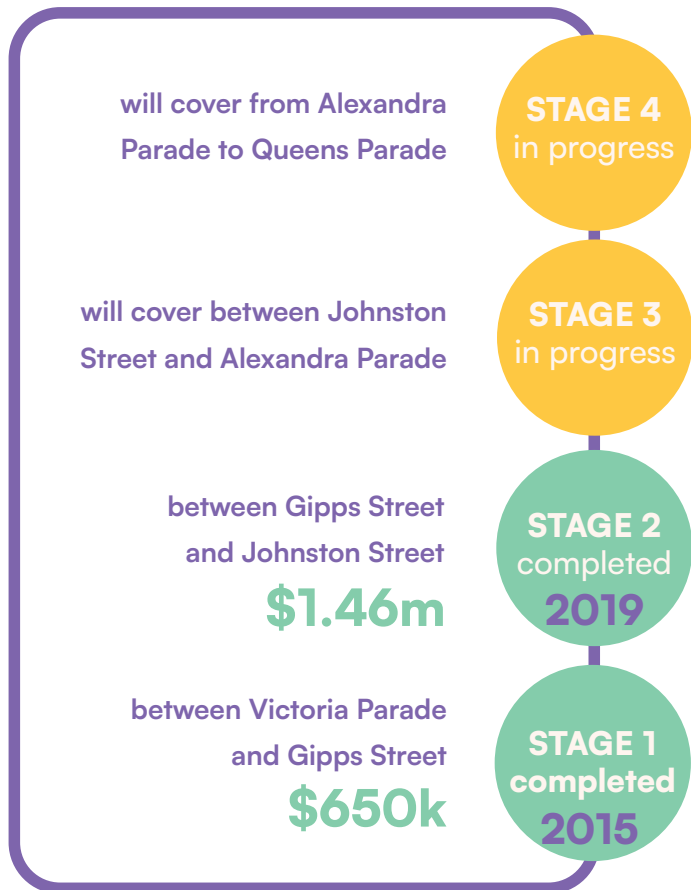 will cover from Alexandra
Parade to Queens Parade
STAGE 4
in progress
will cover between Johnston
Street and Alexandra Parade
STAGE 3
in progress
between Gipps Street
and Johnston Street
$1.46m
STAGE 2
completed
2019
between Victoria Parade
and Gipps Street
$650k
STAGE 1
completed
2015